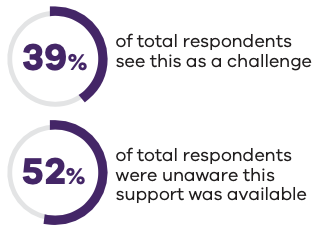 39%
of total respondents
see this as a challenge
52%
of total respondents
were unaware this
support was available